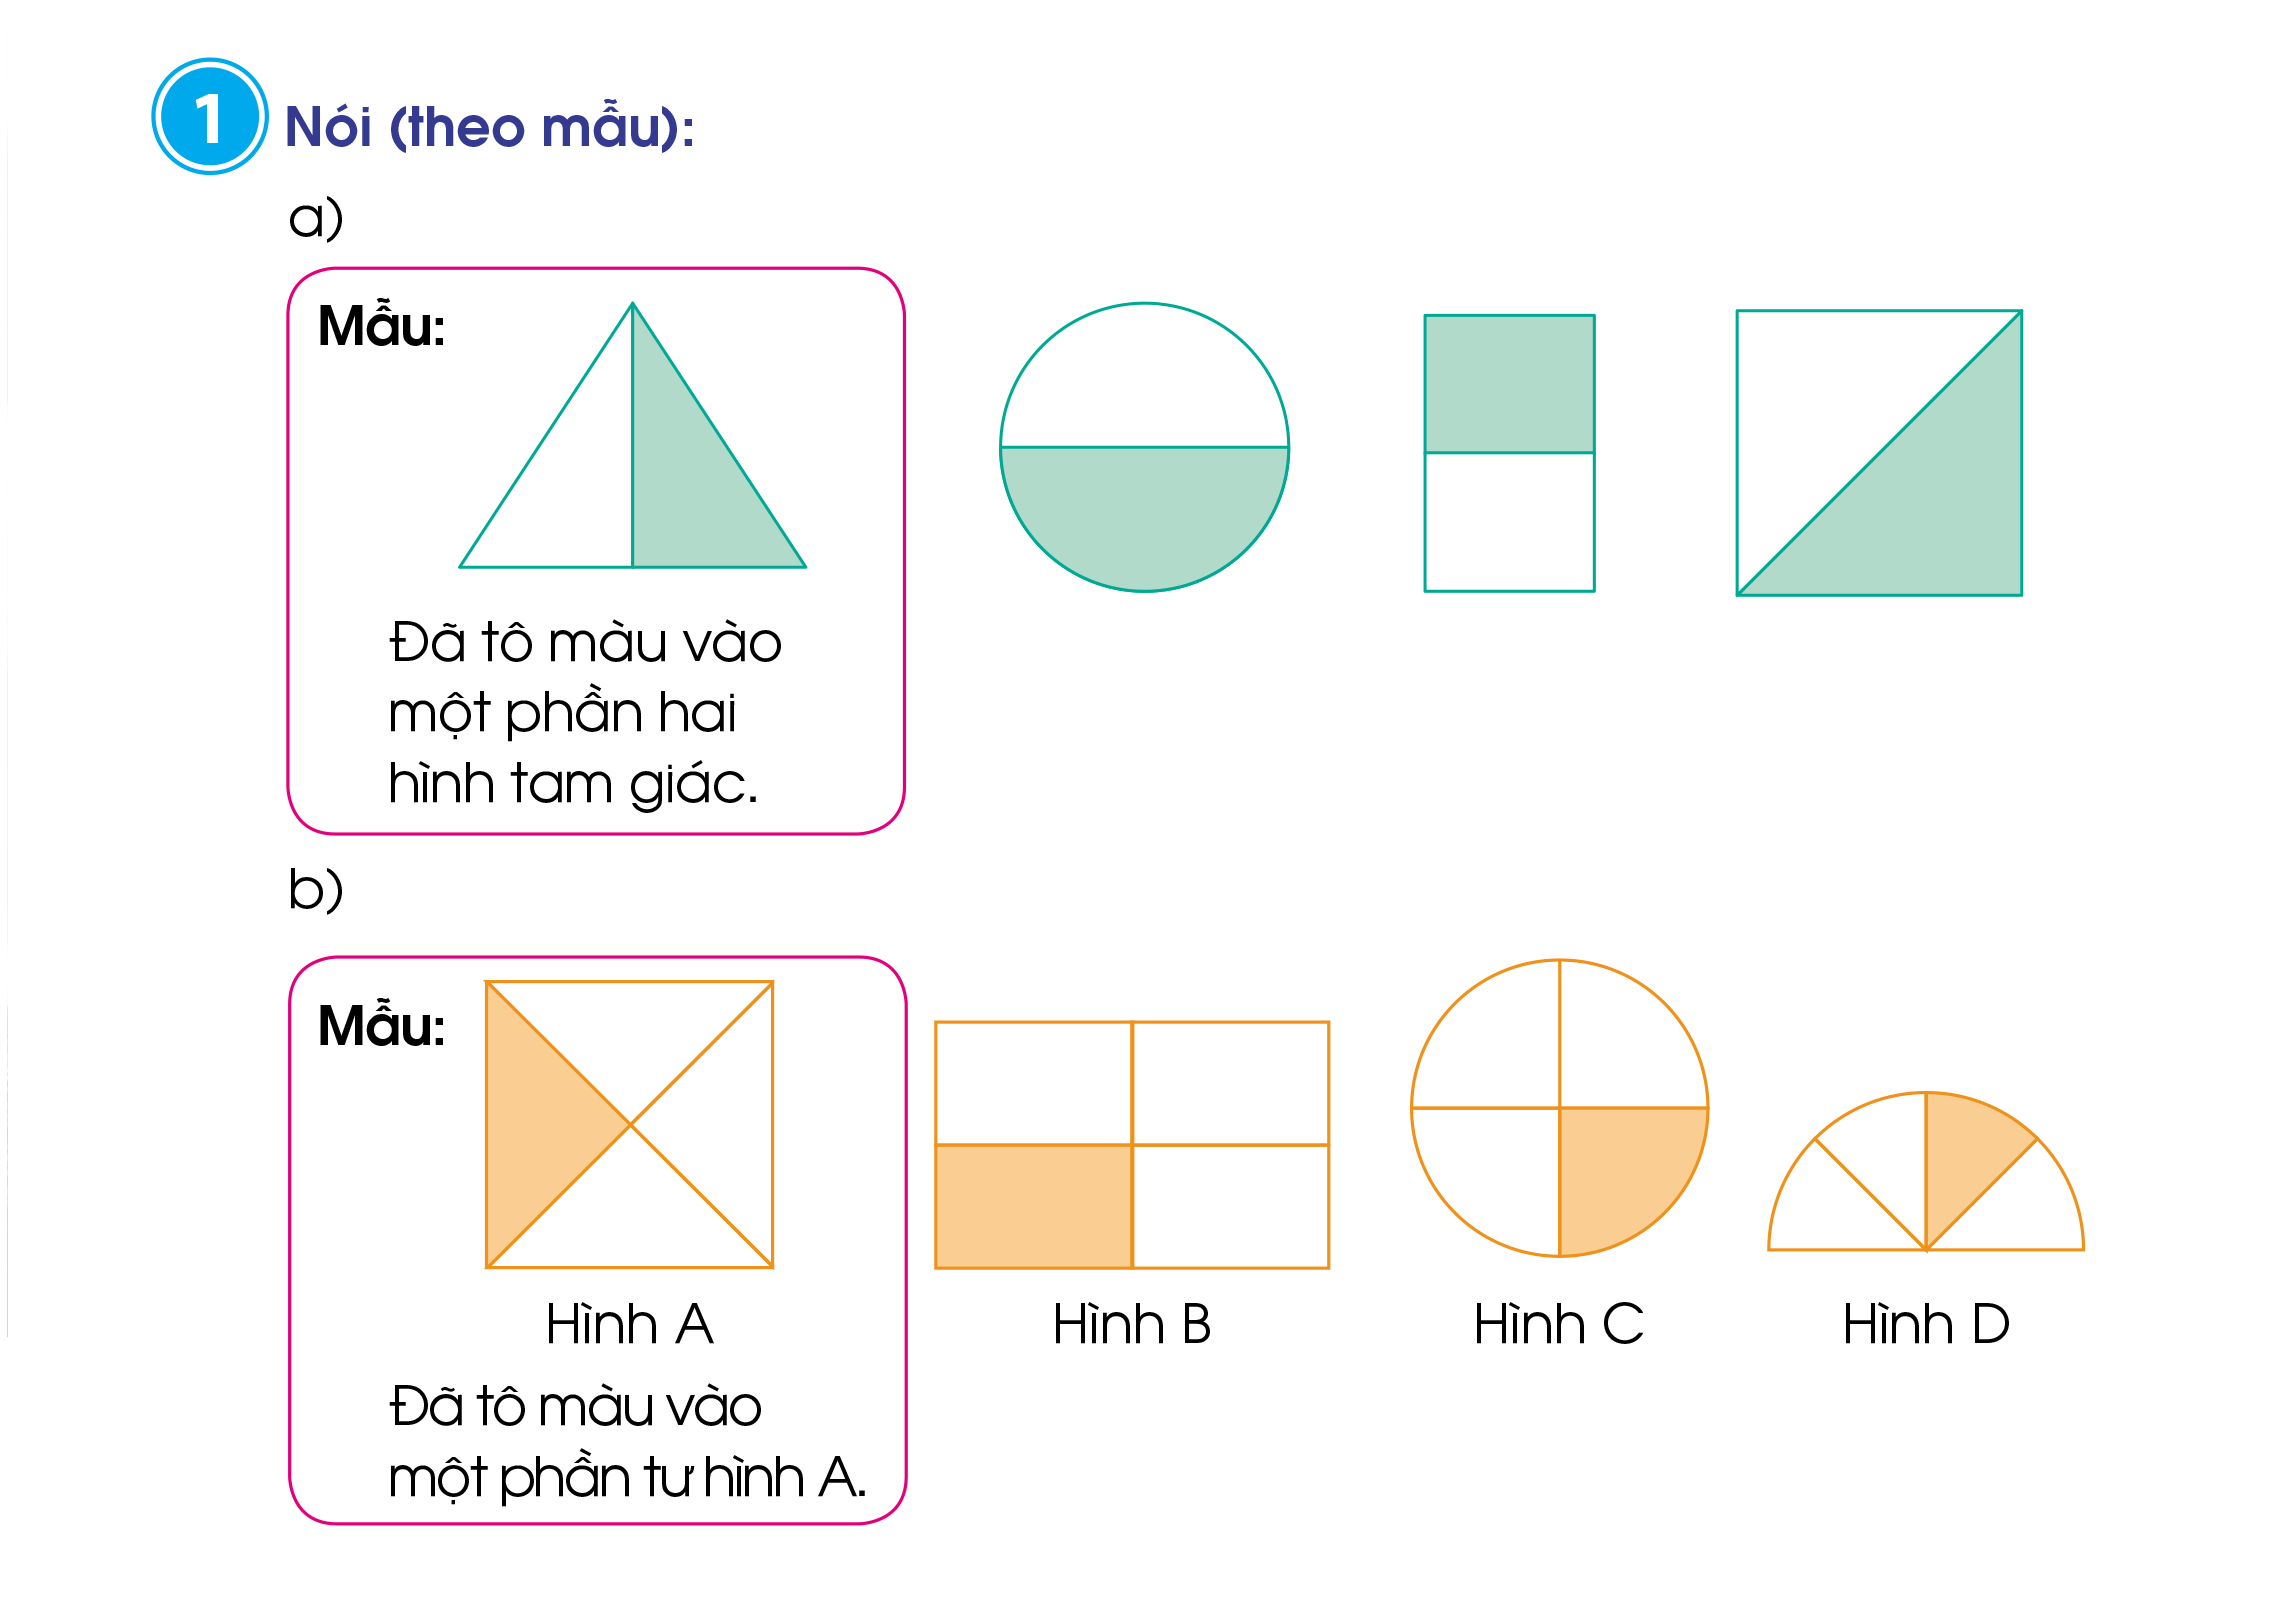 1 Nói (theo mẫu):
a)
Mẫu:
Đã tô màu vào
một phần hai
hình tam giác.
b)
Mẫu:
Hình A Hình B Hình C Hình D
Đã tô màu vào
một phần tư hình A.